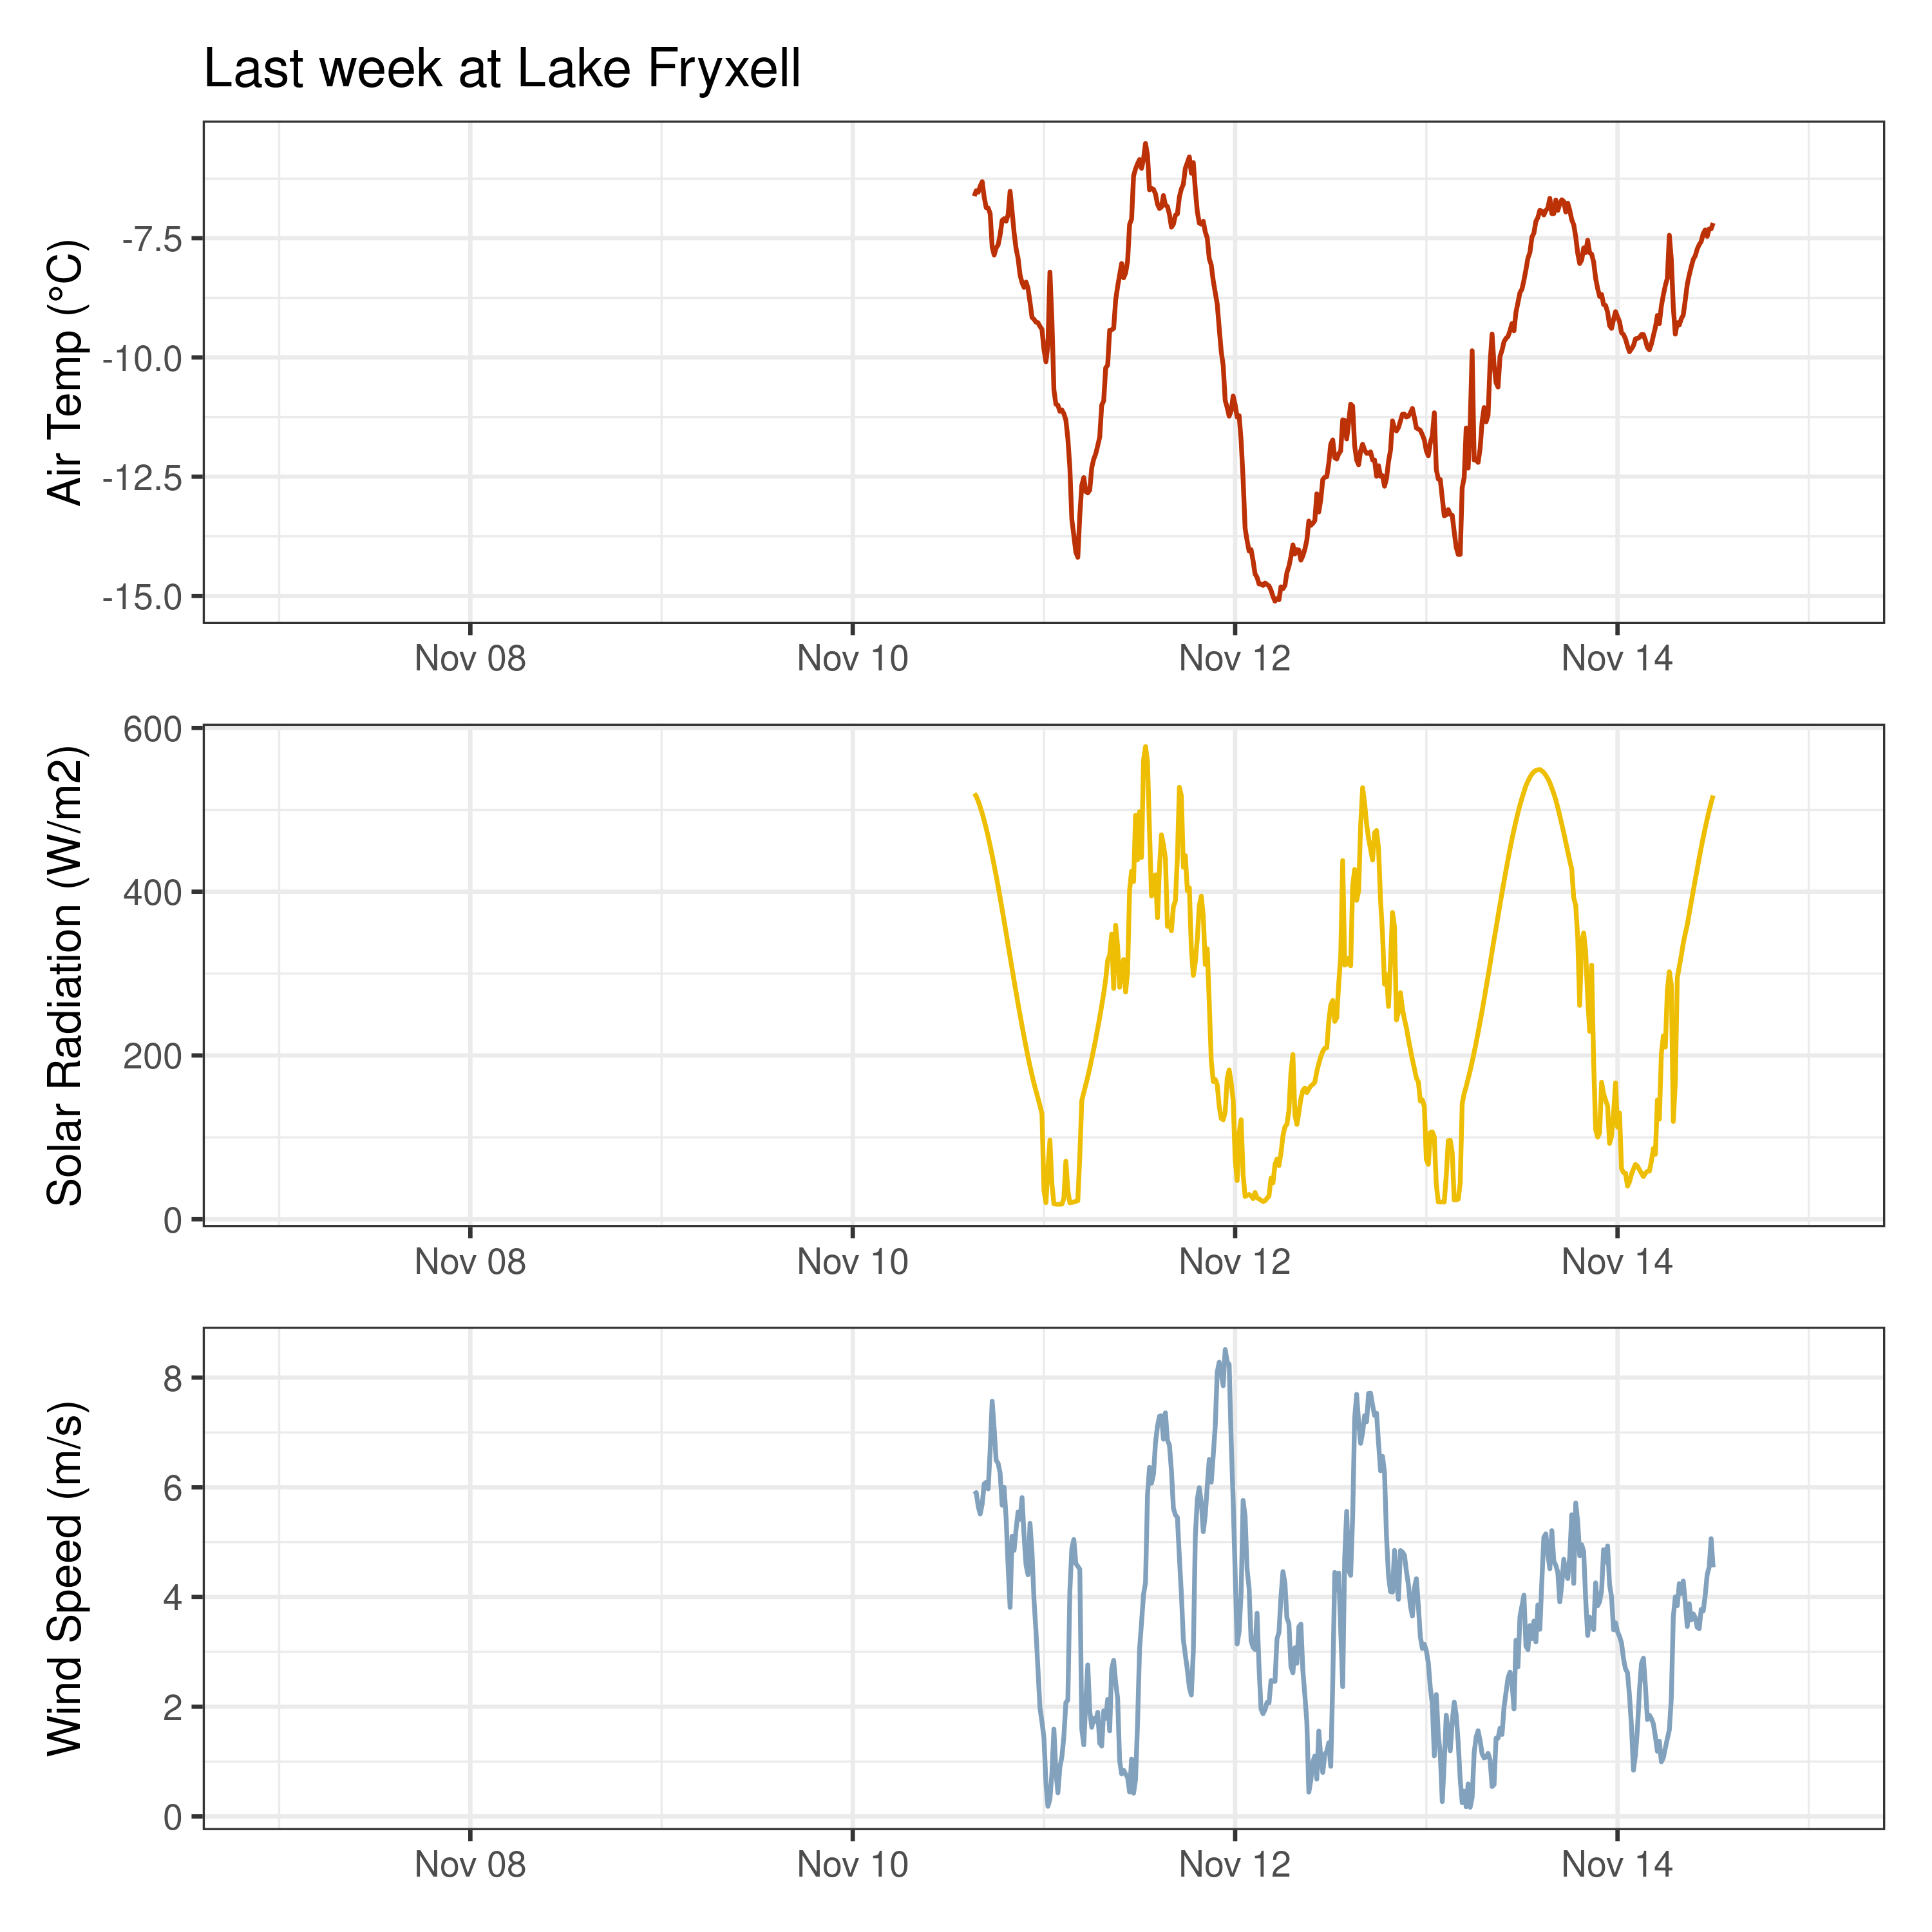 Last week at Lake Fryxell
Air Temp (°C)
-7.5
-10.0
-12.5
-15.0
Nov 08
Nov 10
Nov 12
Nov 14
Solar Radiation (W/m2)
600
400
200
0
Nov 08
Nov 10
Nov 12
Nov 14
Wind Speed (m/s)
8
6
4
2
0
Nov 08
Nov 10
Nov 12
Nov 14